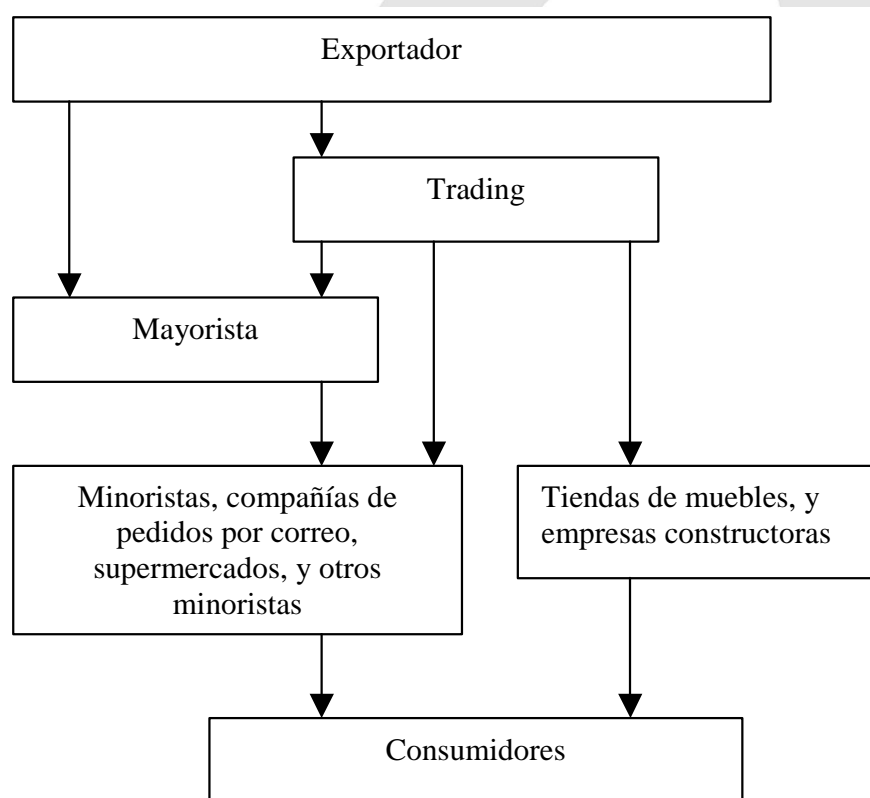 Exportador
Trading
Mayorista
Minoristas, compañías de
pedidos por correo,
supermercados, y otros
minoristas
Tiendas de muebles, y
empresas constructoras
Consumidores